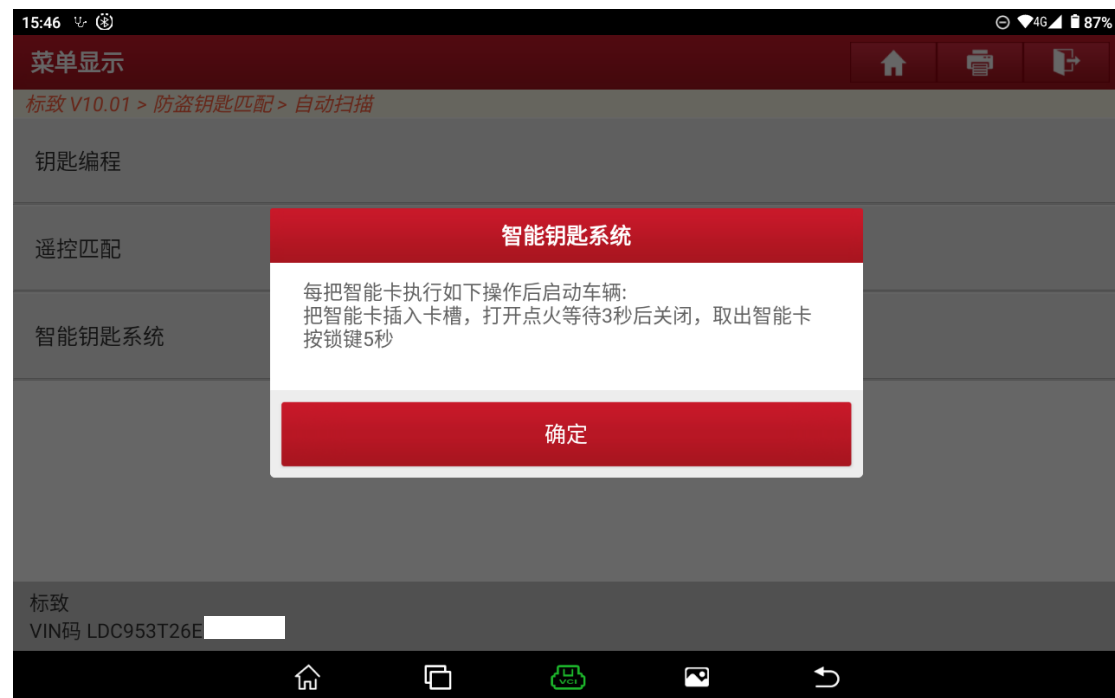 15:46
4G
87%
菜单显示
标致 V10.01 > 防盗钥匙匹配 > 自动扫描
钥匙编程
遥控匹配
智能钥匙系统
智能钥匙系统
每把智能卡执行如下操作后启动车辆:
把智能卡插入卡槽，打开点火等待3秒后关闭，取出智能卡
按锁键5秒
确定
标致
VIN码 LDC953T26E
VCI